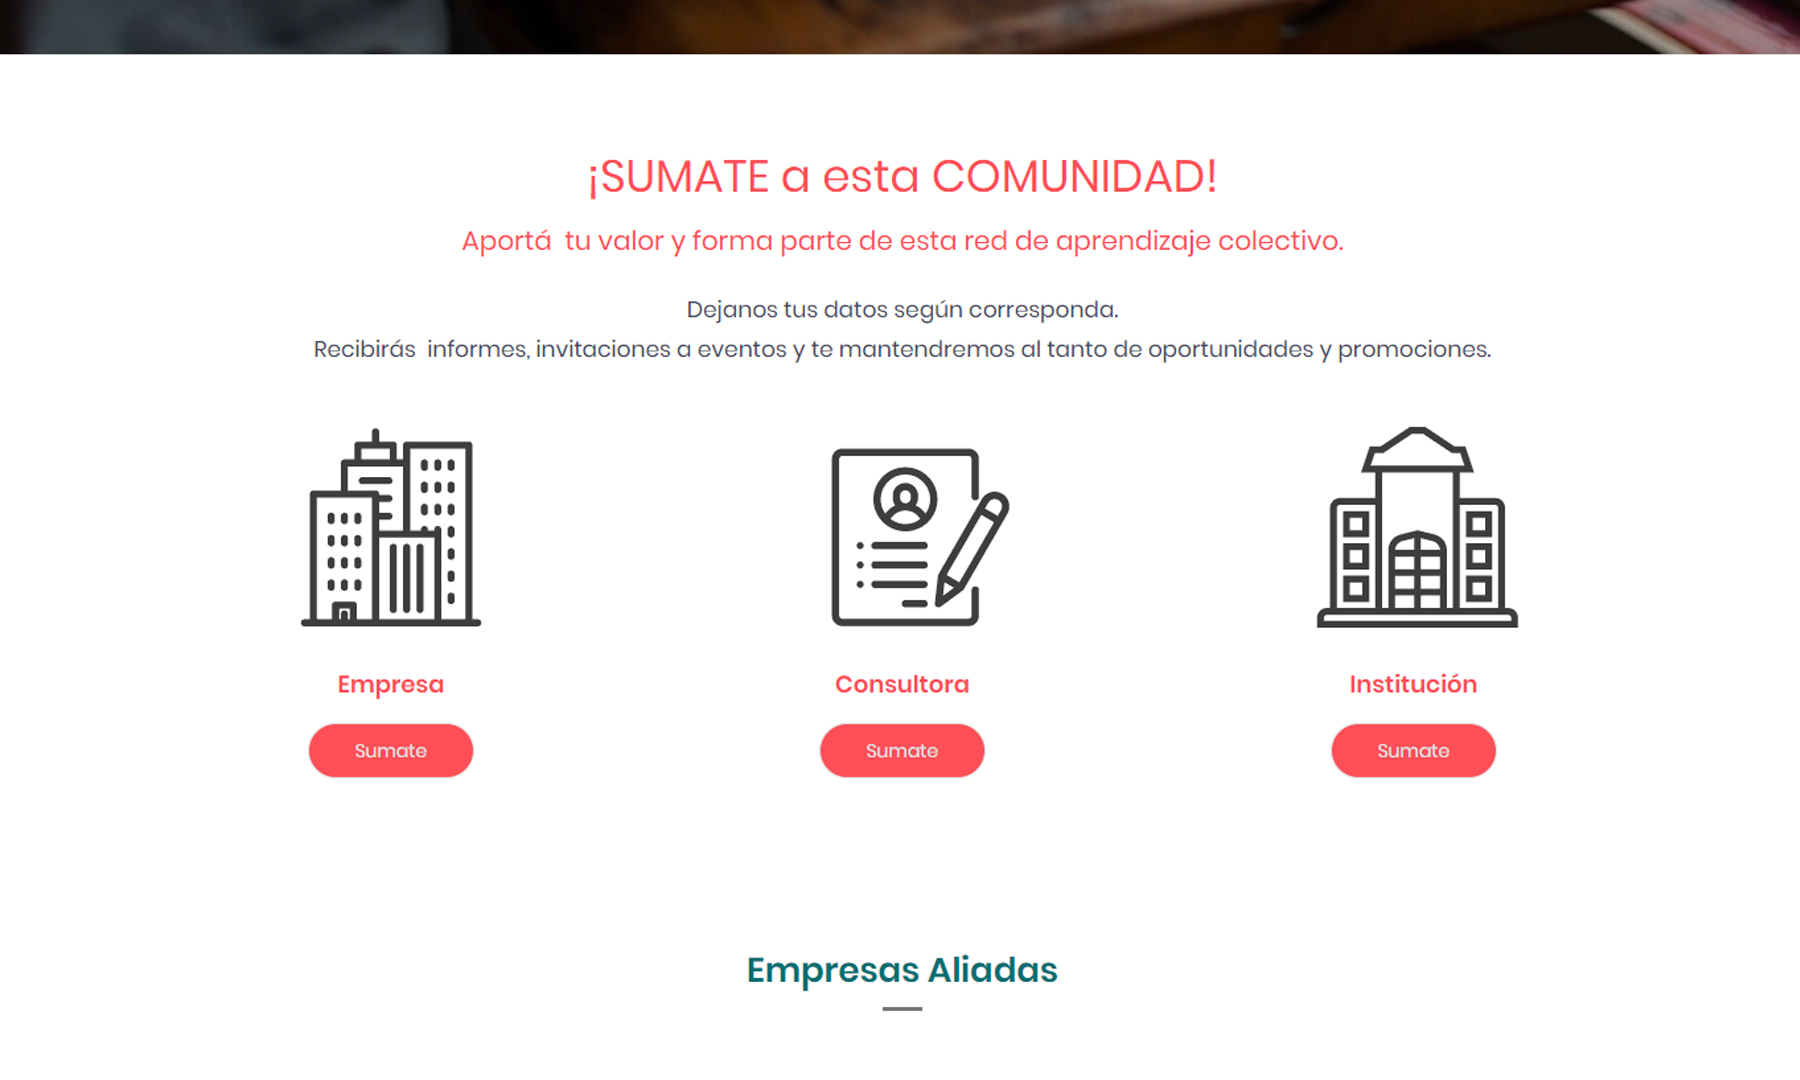 ¡SUMATE a esta COMUNIDAD!
Aportá  tu valor y forma parte de esta red de aprendizaje colectivo.
Dejanos tus datos según corresponda.
Recibirás  informes, invitaciones a eventos y te mantendremos al tanto de oportunidades y promociones.
Empresa
Consultora
Institución
Sumate
Sumate
Sumate
Empresas Aliadas